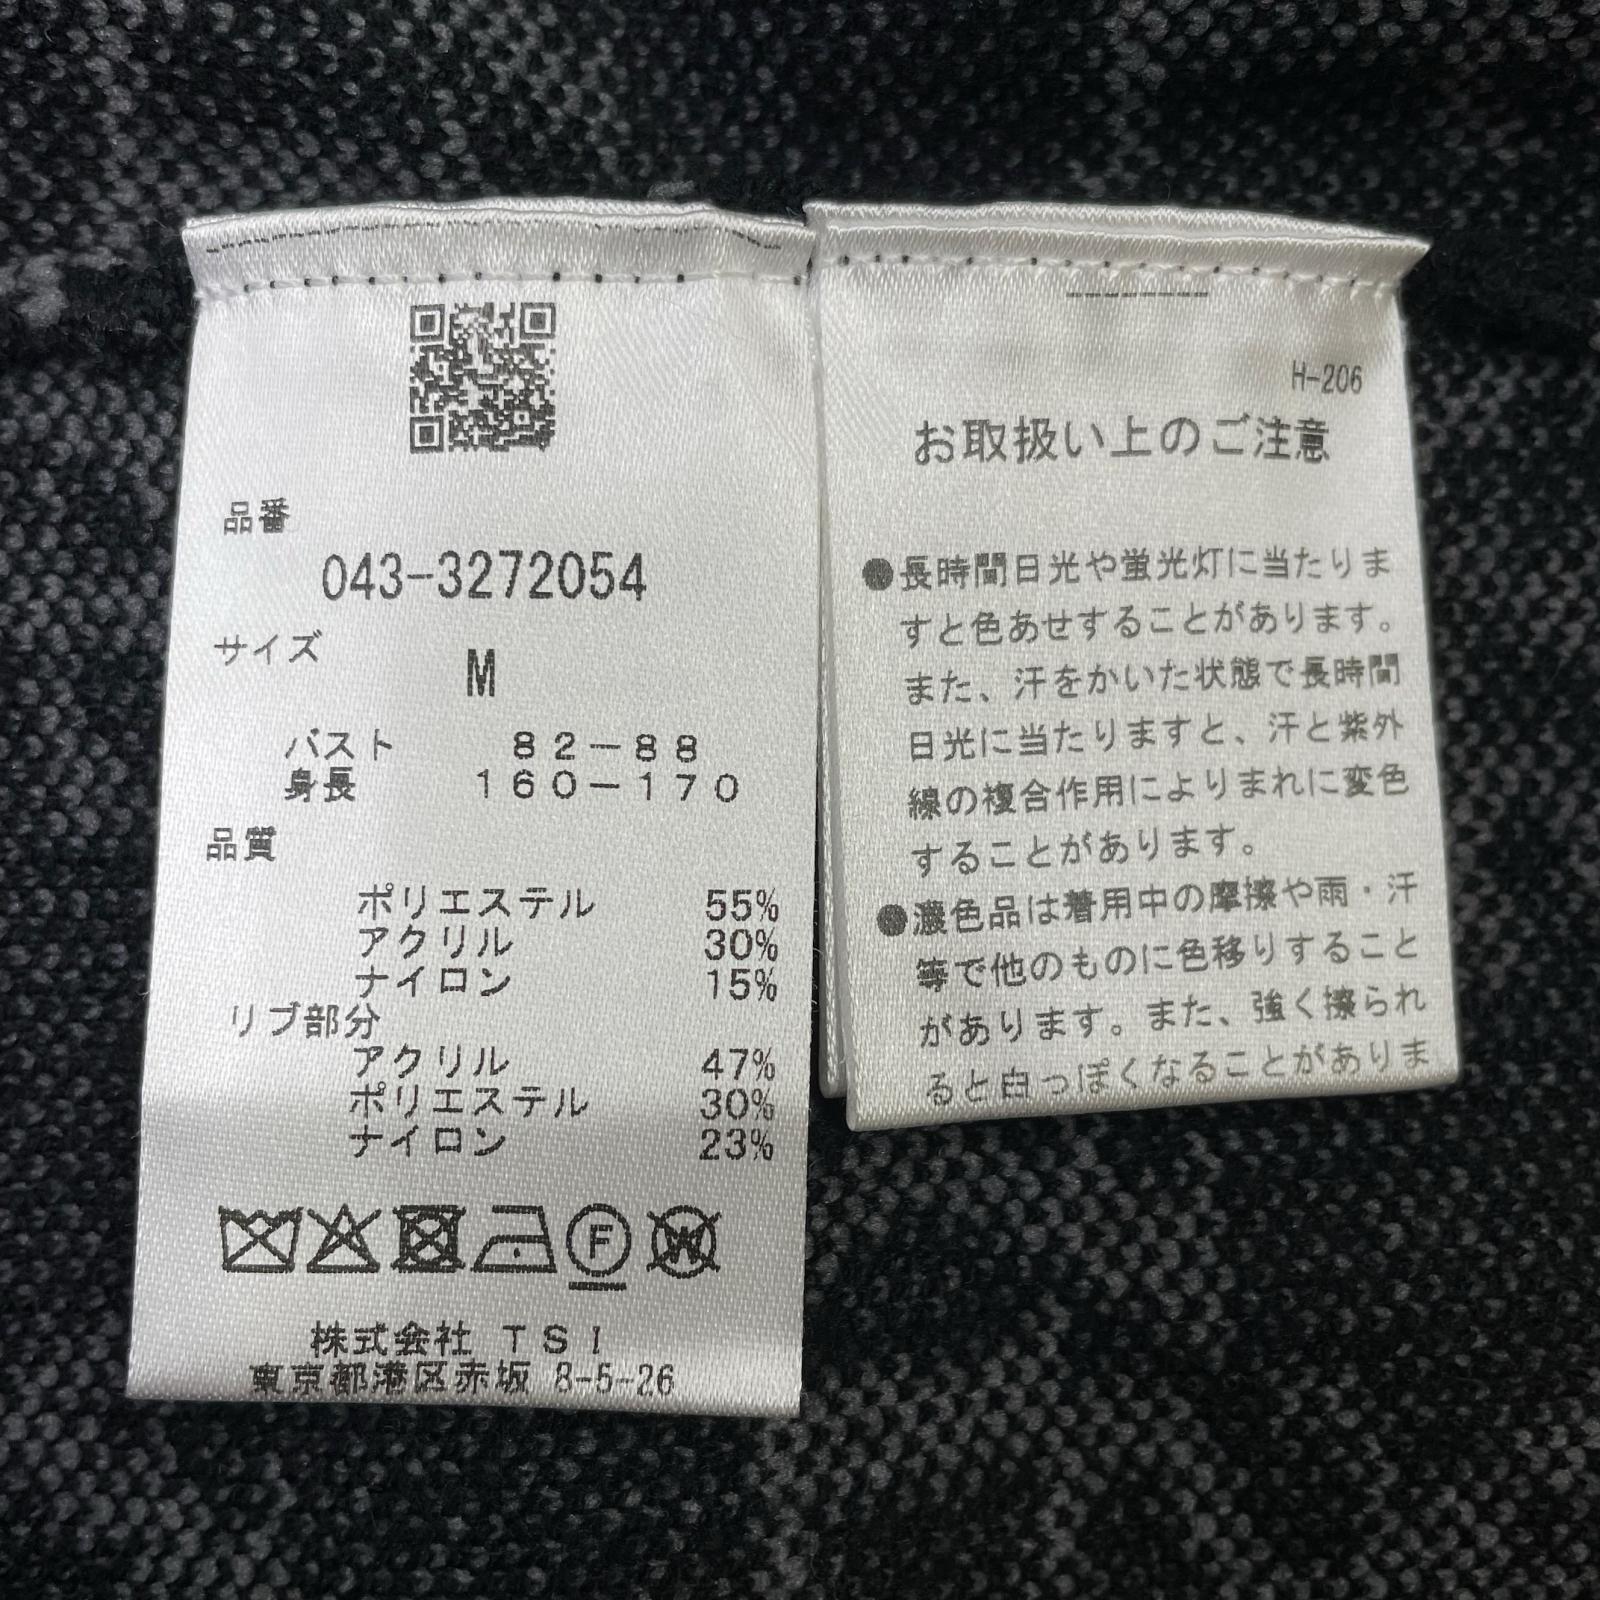 品番
043-3272054
サイズ
M
バスト 82-88
身長 160-170
品質
ポリエステル 55%
アクリル 30%
ナイロン 15%
リブ部分
アクリル 47%
ポリエステル 30%
ナイロン 23%
F
W
株式会社 TSI
東京都港区赤坂 8-5-26
H-206
お取扱い上のご注意
●長時間日光や蛍光灯に当たりま
すと色あせすることがあります。
また、汗をかいた状態で長時間
日光に当たりますと、汗と紫外
線の複合作用によりまれに変色
することがあります。
●濃色品は着用中の摩擦や雨・汗
等で他のものに色移りすること
があります。また、強く擦られ
ると白っぽくなることがありま